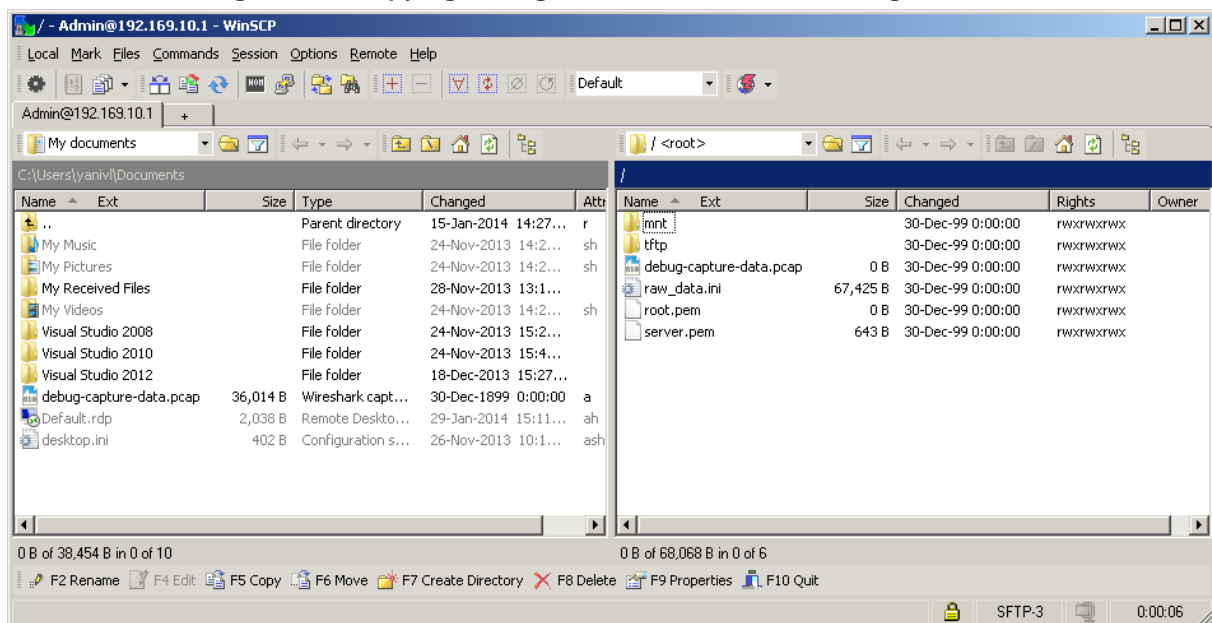 / - Admin@192.169.10.1 - WinSCP
Local Mark Files Commands Session Options Remote Help
Default
Admin@192.169.10.1 +
My documents / <root>
C:\Users\yanivl\Documents /
Name Ext Size Type Changed Attr Name Ext Size Changed Rights Owner
.. Parent directory 15-Jan-2014 14:27... r mnt 30-Dec-99 0:00:00 rwxrwxrwx
My Music File folder 24-Nov-2013 14:2... sh tftp 30-Dec-99 0:00:00 rwxrwxrwx
My Pictures File folder 24-Nov-2013 14:2... sh debug-capture-data.pcap 0 B 30-Dec-99 0:00:00 rwxrwxrwx
My Received Files File folder 28-Nov-2013 13:1... raw_data.ini 67,425 B 30-Dec-99 0:00:00 rwxrwxrwx
My Videos File folder 24-Nov-2013 14:2... sh root.pem 0 B 30-Dec-99 0:00:00 rwxrwxrwx
Visual Studio 2008 File folder 24-Nov-2013 15:2... server.pem 643 B 30-Dec-99 0:00:00 rwxrwxrwx
Visual Studio 2010 File folder 24-Nov-2013 15:4...
Visual Studio 2012 File folder 18-Dec-2013 15:27...
debug-capture-data.pcap 36,014 B Wireshark capt... 30-Dec-1899 0:00:00 a
Default.rdp 2,038 B Remote Deskto... 29-Jan-2014 15:11... ah
desktop.ini 402 B Configuration s... 26-Nov-2013 10:1... ash
0 B of 38,454 B in 0 of 10 0 B of 68,068 B in 0 of 6
F2 Rename F4 Edit F5 Copy F6 Move F7 Create Directory F8 Delete F9 Properties F10 Quit
SFTP-3 0:00:06